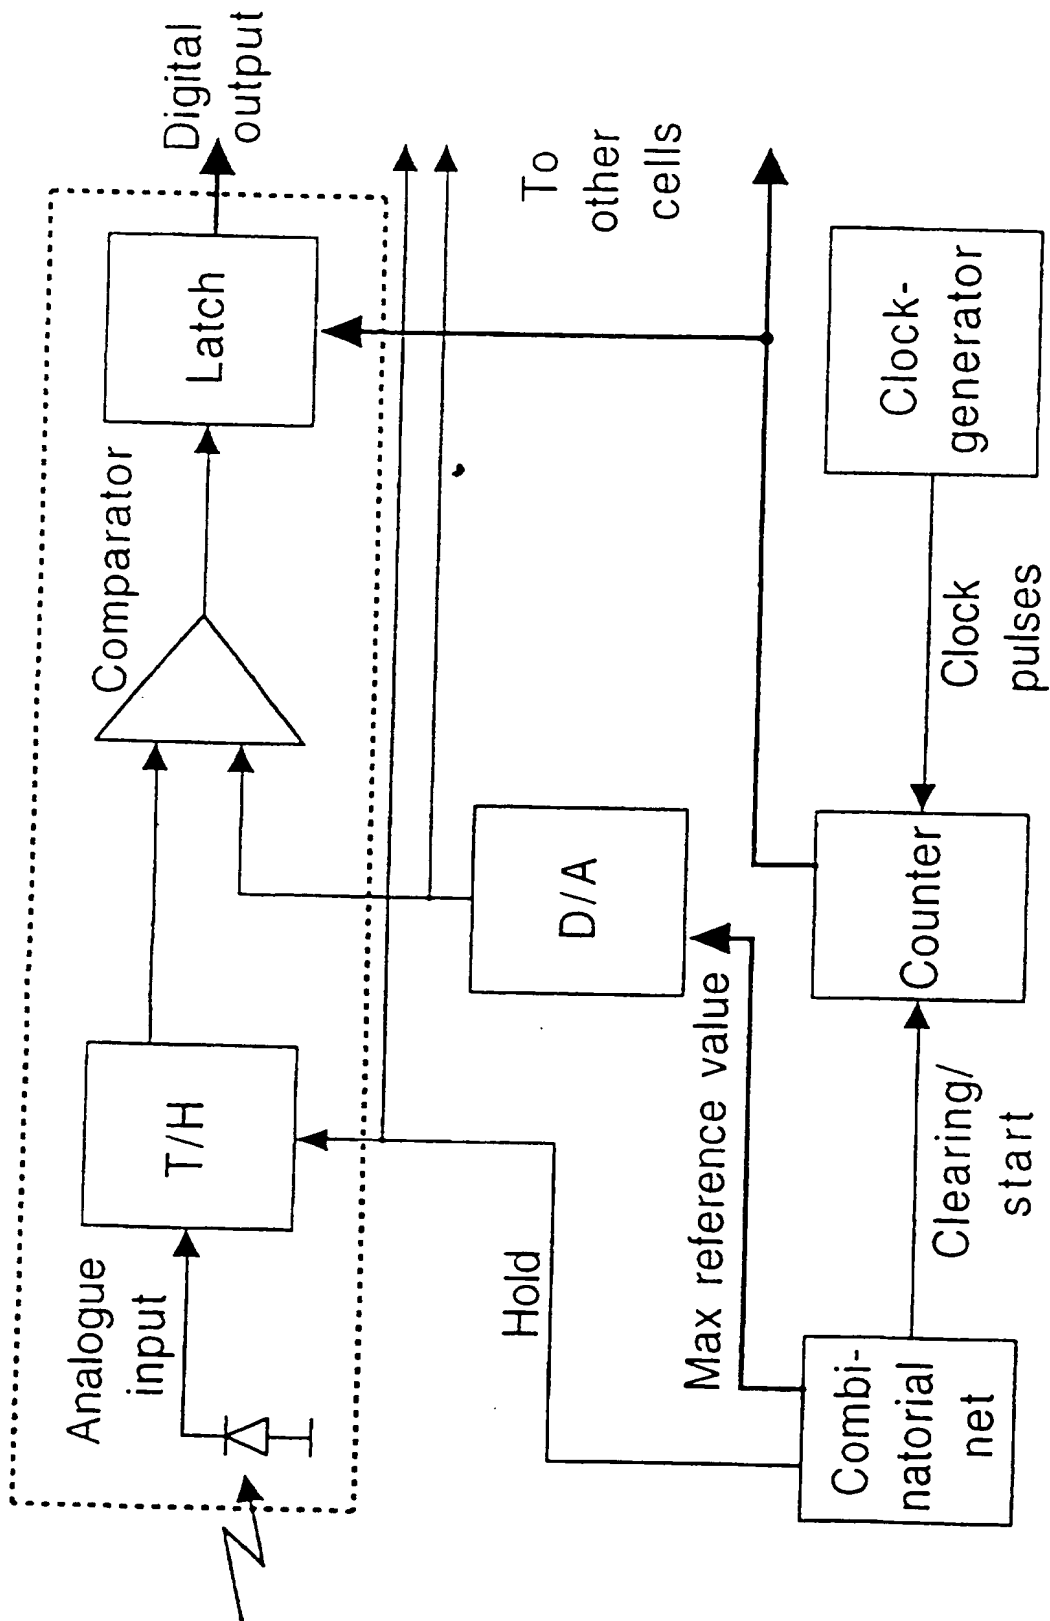 Analogue
input
T/H
Comparator
Latch
Digital
output
Hold
D/A
To
other
cells
Max reference value
Combi-
natorial
net
Clearing/
start
Counter
Clock
pulses
Clock-
generator